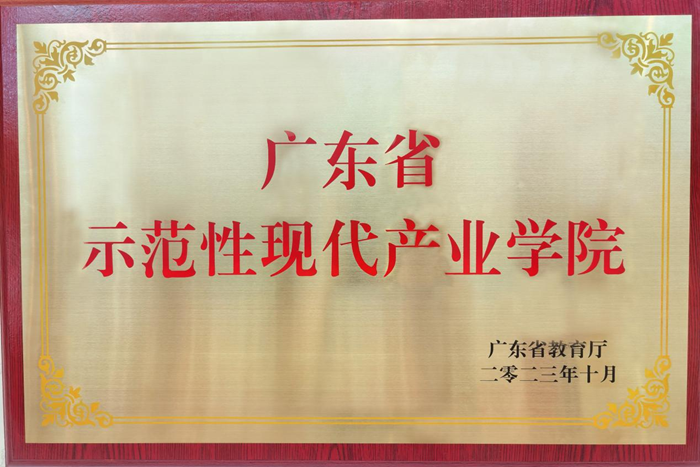 广东省
示范性现代产业学院
广东省教育厅
二零二三年十月